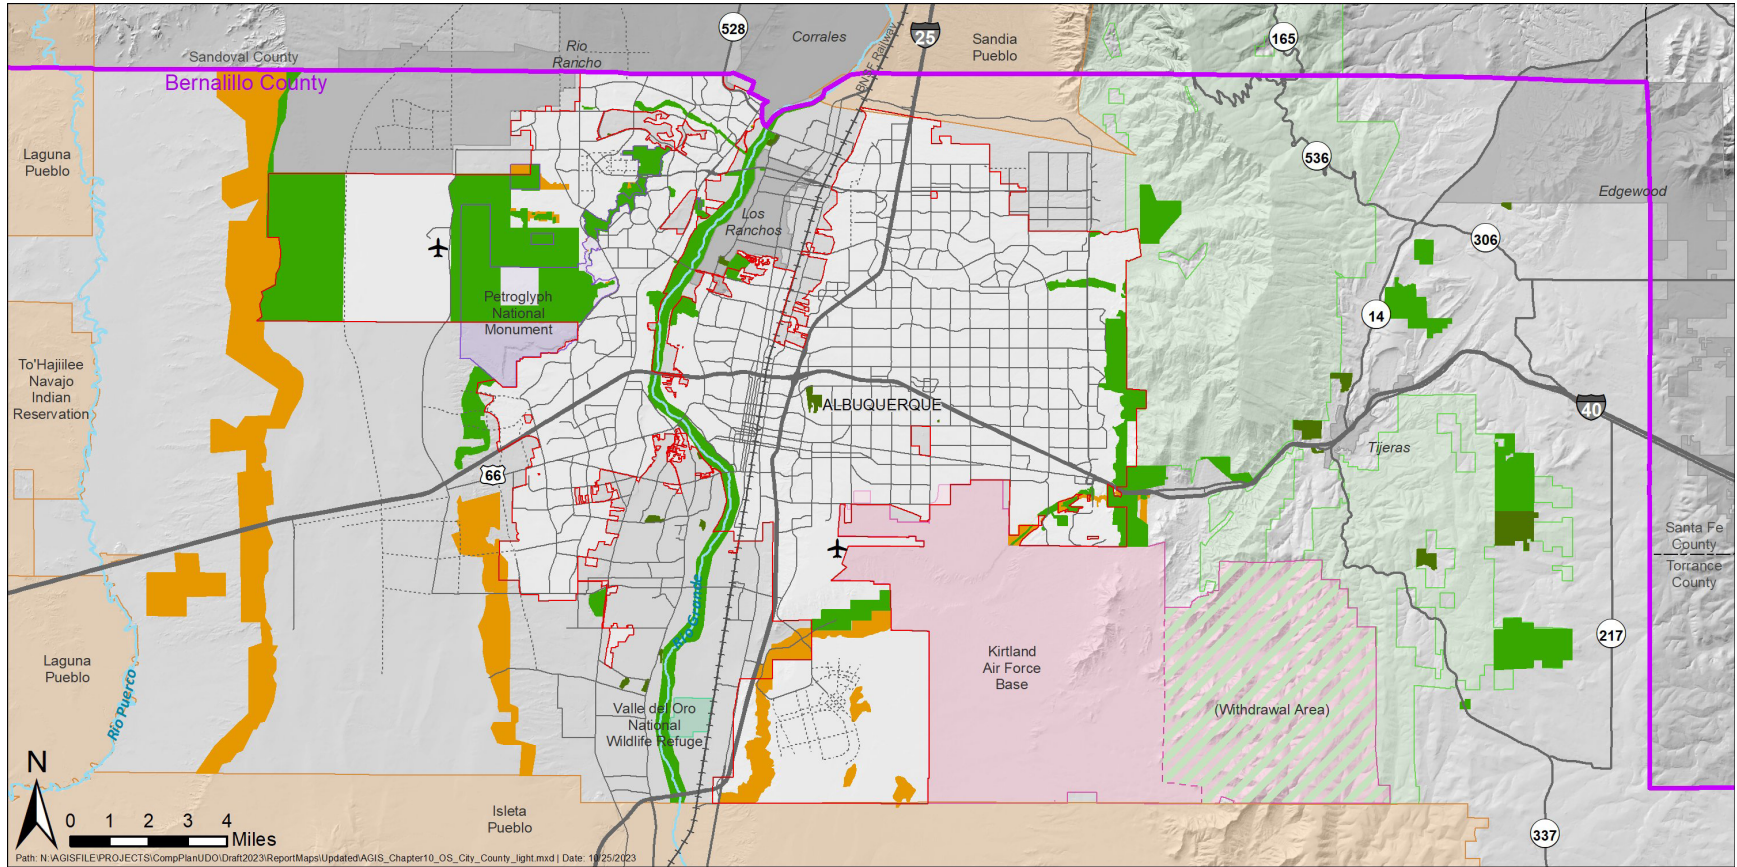 528
165
25
Corrales
Sandia
Pueblo
Rio
Rancho
Sandoval County
BNSF Railway
Bernalillo County
Laguna
Pueblo
536
Edgewood
Los
Ranchos
306
Petroglyph
National
Monument
14
To'Hajiilee
Navajo
Indian
Reservation
ALBUQUERQUE
40
Tijeras
66
Santa Fe
County
Torrance
County
Rio Grande
217
Kirtland
Air Force
Base
Laguna
Pueblo
Rio Puerco
(Withdrawal Area)
Valle del Oro
National
Wildlife Refuge
N
Isleta
Pueblo
0 1 2 3 4
Miles
337
Path: N:\AGISFILE\PROJECTS\CompPlanUDO\Draft2023\ReportMaps\Updated\AGIS_Chapter10_OS_City_County_light.mxd | Date: 10/25/2023